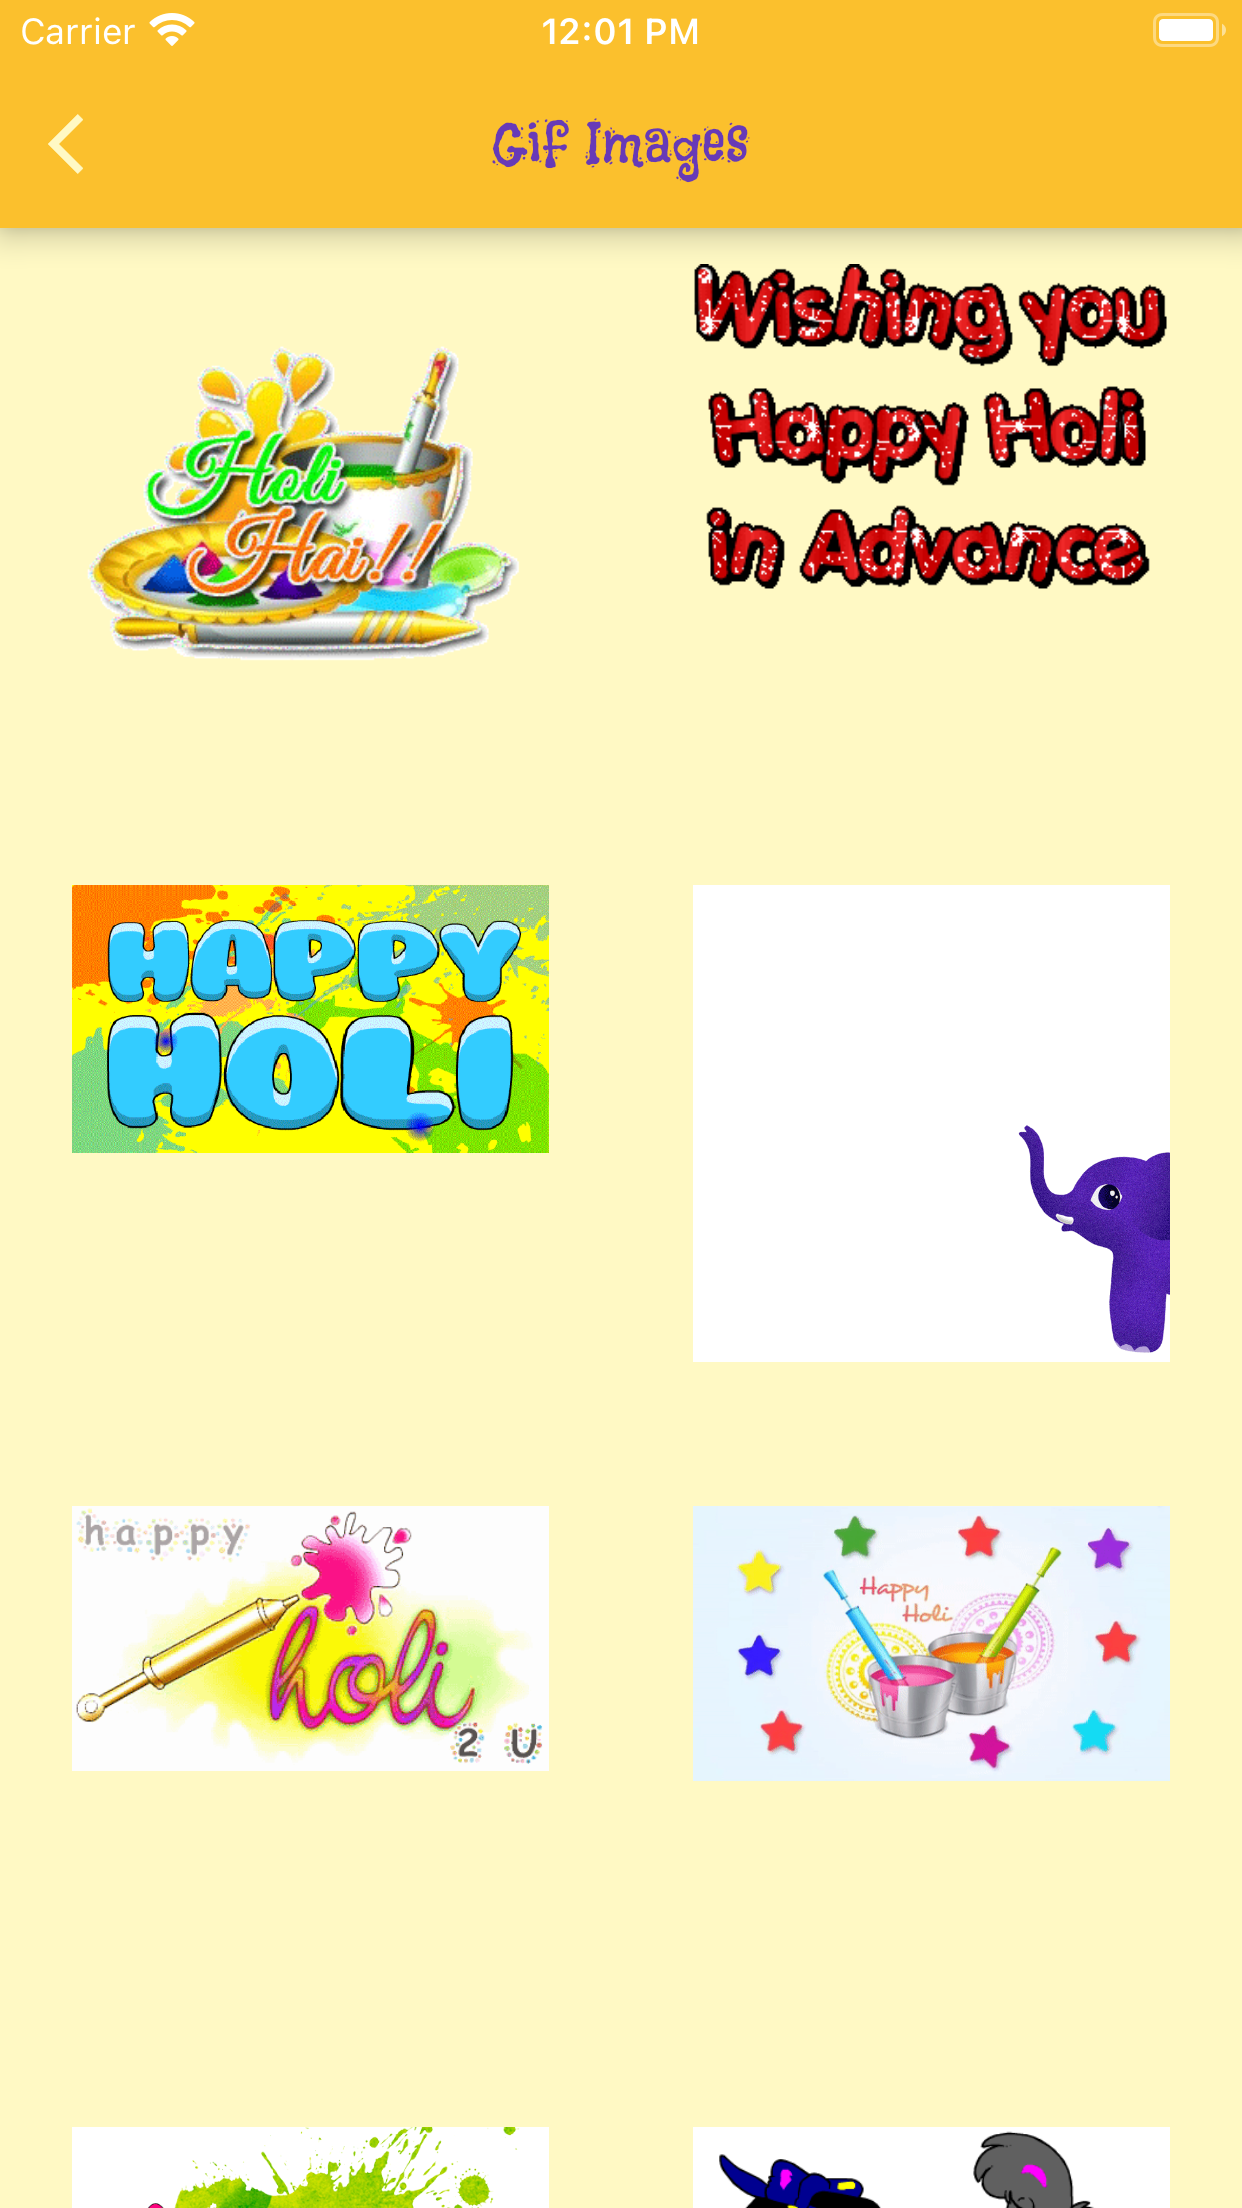 Carrier 12:01 PM
Gif Images
Holi
Hai!!
Wishing you
Happy Holi
in Advance
HAPPY
HOLI
happy
holi
2 U
Happy
Holi